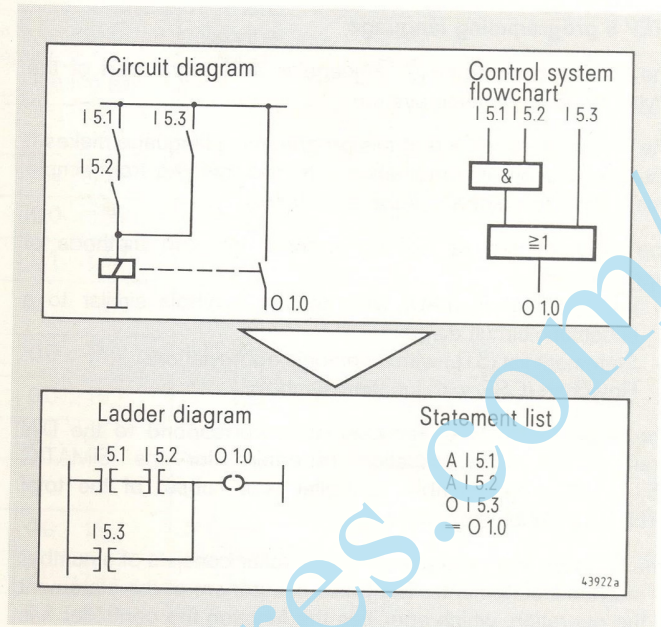 Circuit diagram
I 5.1
I 5.3
I 5.2
O 1.0
Control system
flowchart
I 5.1 I 5.2 I 5.3
&
≧1
O 1.0
Ladder diagram
I 5.1 I 5.2 O 1.0
I 5.3
Statement list
A I 5.1
A I 5.2
O I 5.3
= O 1.0
43922a